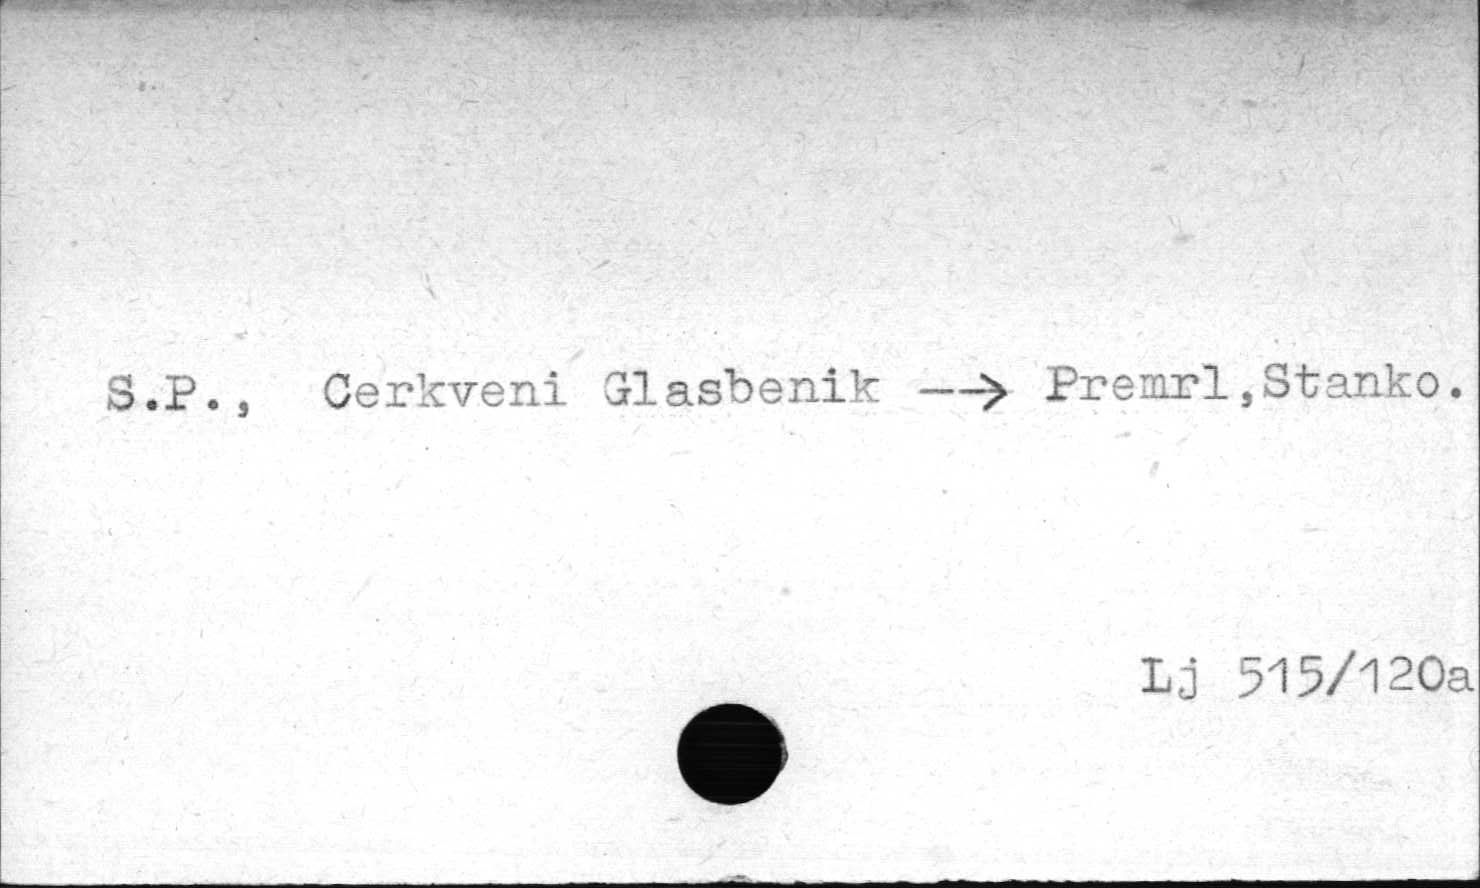 S.P., Cerkveni Glasbenik --> Premrl,Stanko.
Lj 515/120a